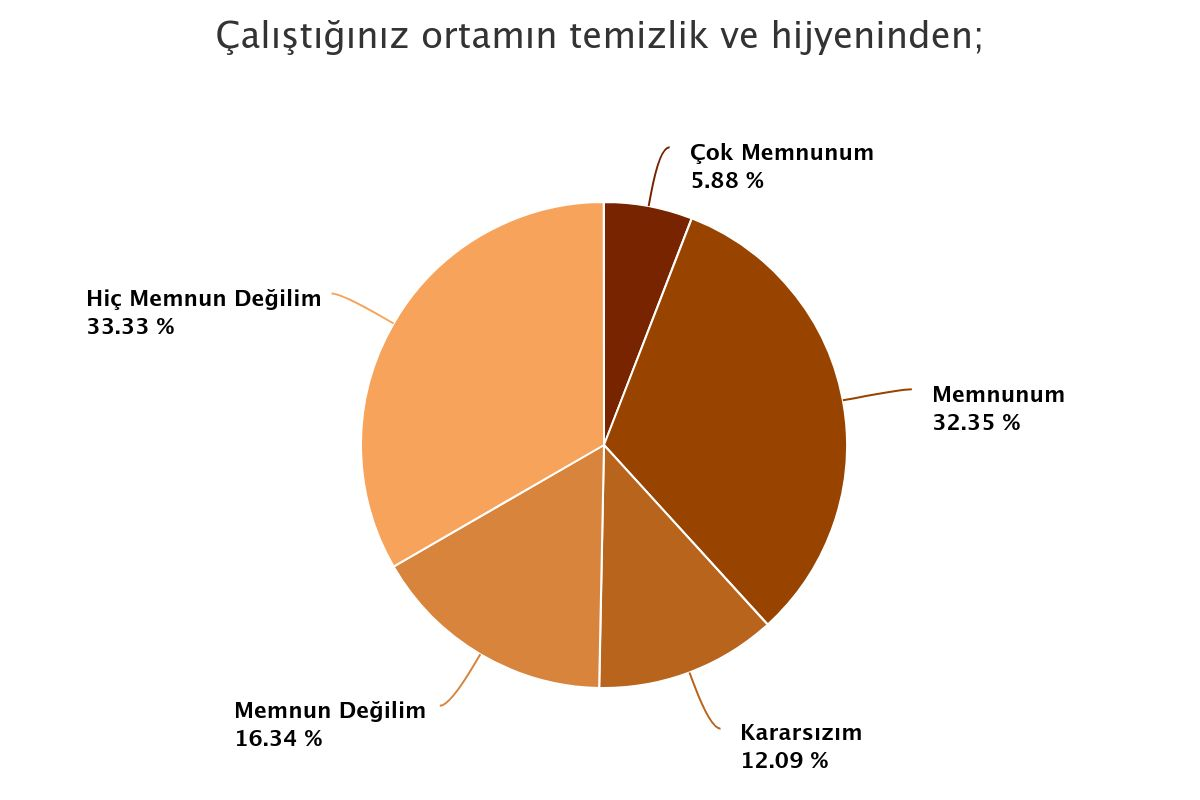 Çalıştığınız ortamın temizlik ve hijyeninden;
Çok Memnunum
5.88 %
Hiç Memnun Değilim
33.33 %
Memnunum
32.35 %
Memnun Değilim
16.34 %
Kararsızım
12.09 %